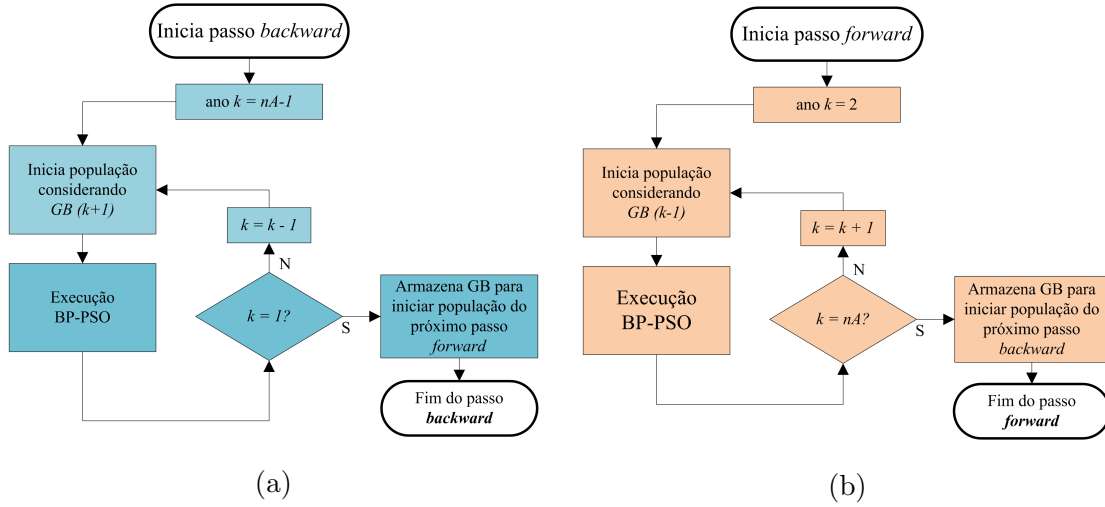 Inicia passo backward
ano k = nA-1
Inicia população
considerando
GB (k+1)
k = k - 1
N
Execução
BP-PSO
k = 1?
S
Armazena GB para
iniciar população do
próximo passo
forward
Fim do passo
backward
(a)
Inicia passo forward
ano k = 2
Inicia população
considerando
GB (k-1)
k = k + 1
N
Execução
BP-PSO
k = nA?
S
Armazena GB para
iniciar população do
próximo passo
backward
Fim do passo
forward
(b)